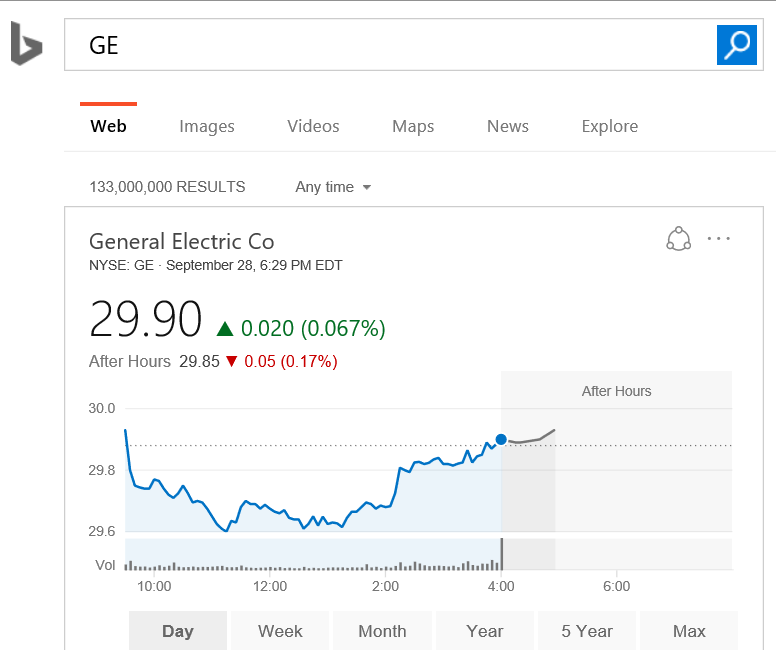 GE
Web Images Videos Maps News Explore
133,000,000 RESULTS Any time
General Electric Co
NYSE: GE · September 28, 6:29 PM EDT
29.90 ▲ 0.020 (0.067%)
After Hours 29.85 ▼ 0.05 (0.17%)
After Hours
30.0
29.8
29.6
Vol
10:00 12:00 2:00 4:00 6:00
Day Week Month Year 5 Year Max